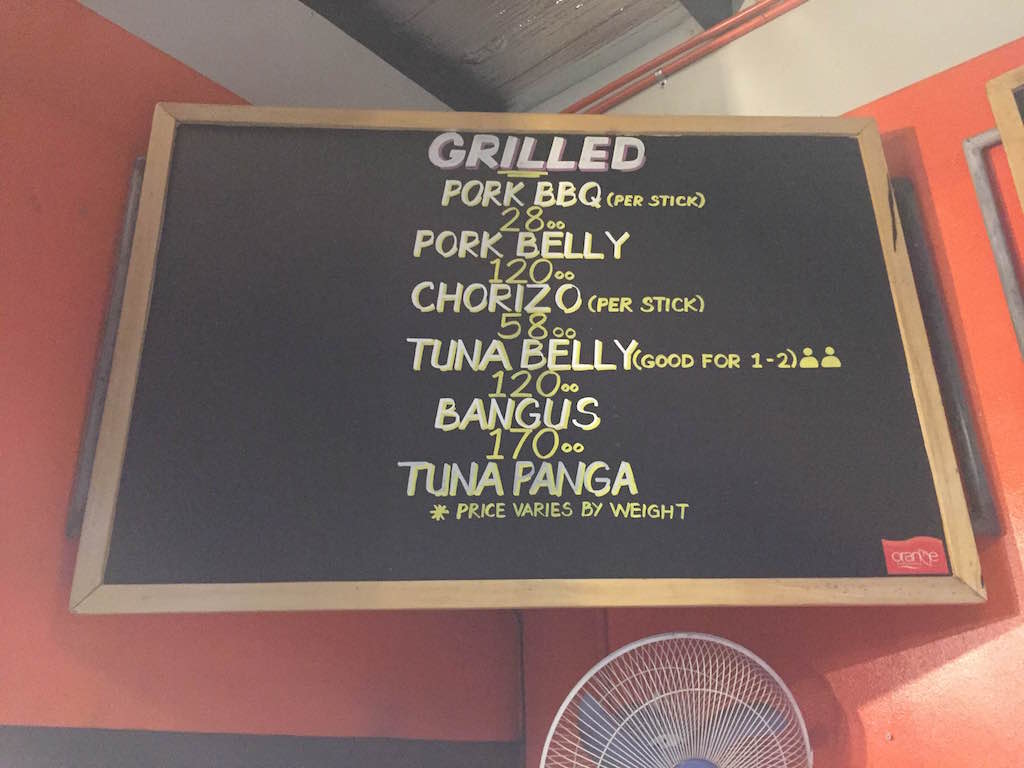 GRILLED
PORK BBQ (PER STICK)
28.00
PORK BELLY
120.00
CHORIZO (PER STICK)
58.00
TUNA BELLY (GOOD FOR 1-2)
120.00
BANGUS
170.00
TUNA PANGA
* PRICE VARIES BY WEIGHT
orange